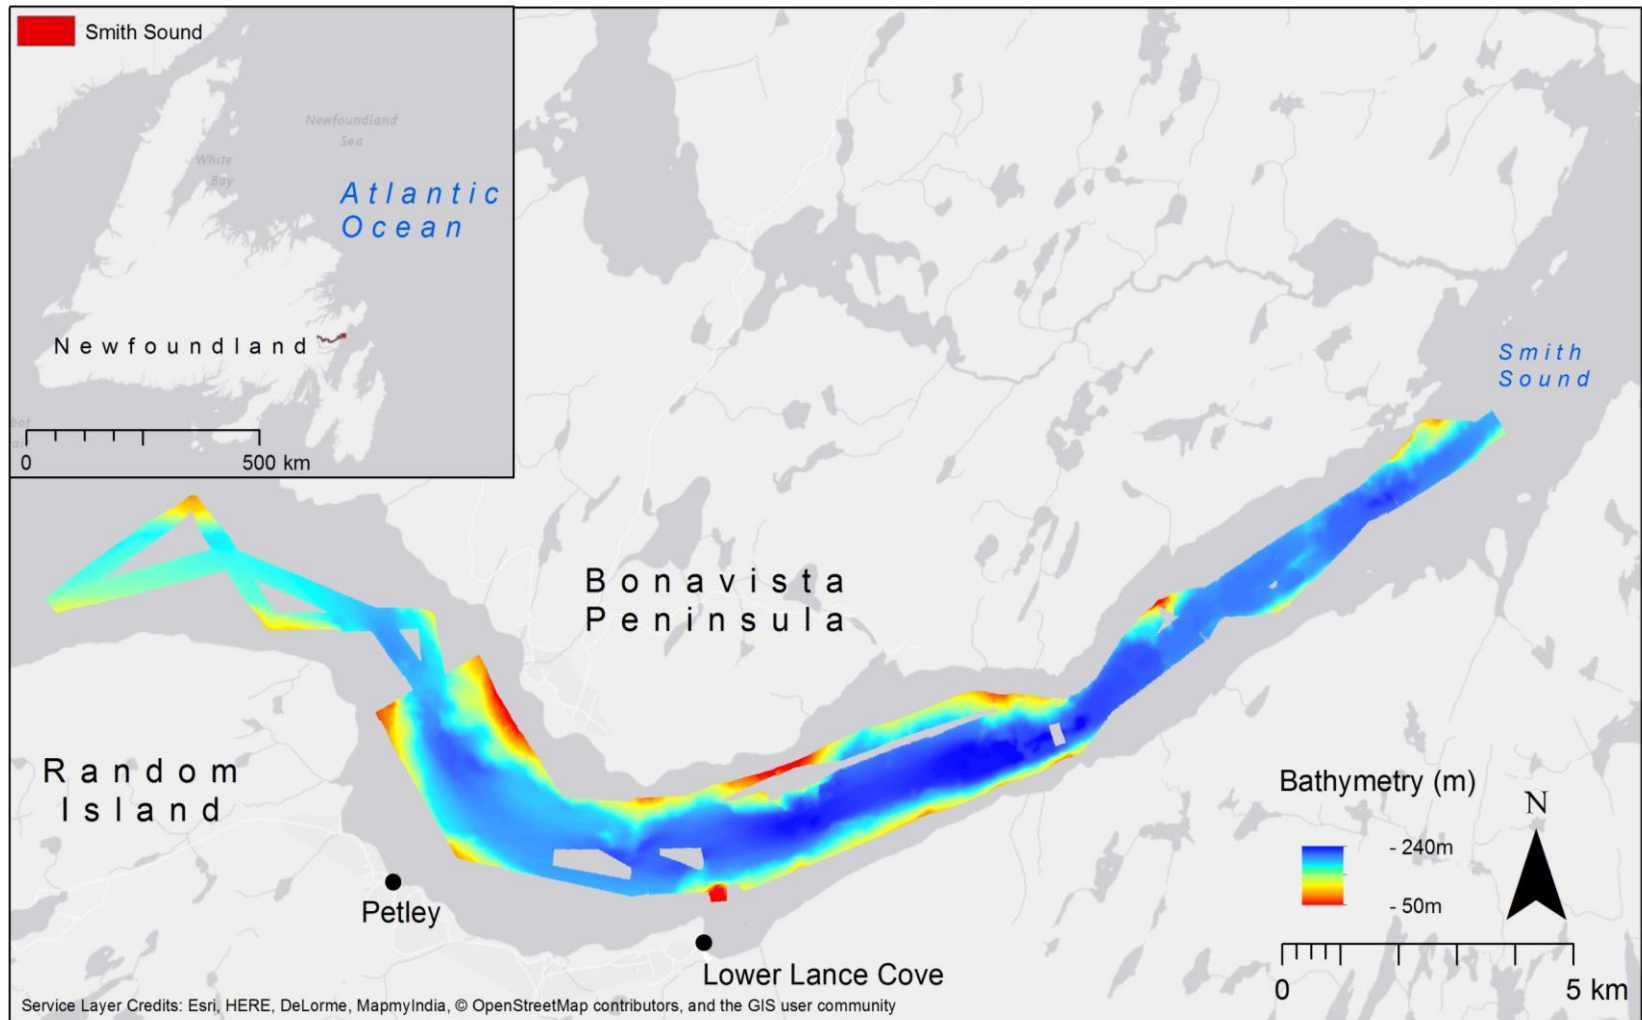 Smith Sound
Newfoundland
Sea
White
Bay
Atlantic
Ocean
Newfoundland
0
500 km
Smith
Sound
Bonavista
Peninsula
Random
Island
Petley
Lower Lance Cove
Bathymetry (m)
- 240m
- 50m
N
0
5 km
Service Layer Credits: Esri, HERE, DeLorme, MapmyIndia, © OpenStreetMap contributors, and the GIS user community